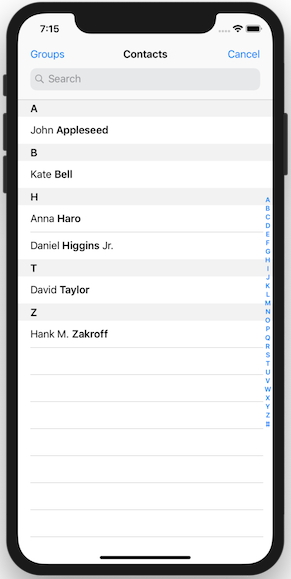 7:15
Groups Contacts Cancel
Search
A
John Appleseed
B
Kate Bell
H
Anna Haro
Daniel Higgins Jr.
T
David Taylor
Z
Hank M. Zakroff
A
B
C
D
E
F
G
H
I
J
K
L
M
N
O
P
Q
R
S
T
U
V
W
X
Y
Z
#